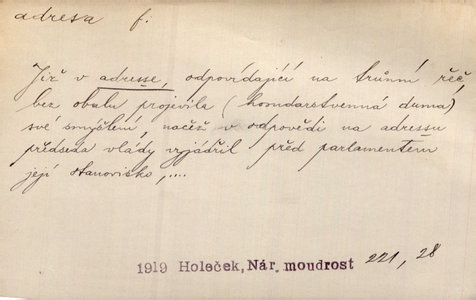 adresa f.
Již v adresse, odpovídající na trůnní řeč,
bez obalu projevila (homdarstvenná duma)
své smýšlení, načež v odpovědi na adressu
předseda vlády vyjádřil před parlamentem
její stanovisko,....
1919 Holeček, Nár. moudrost 221, 28